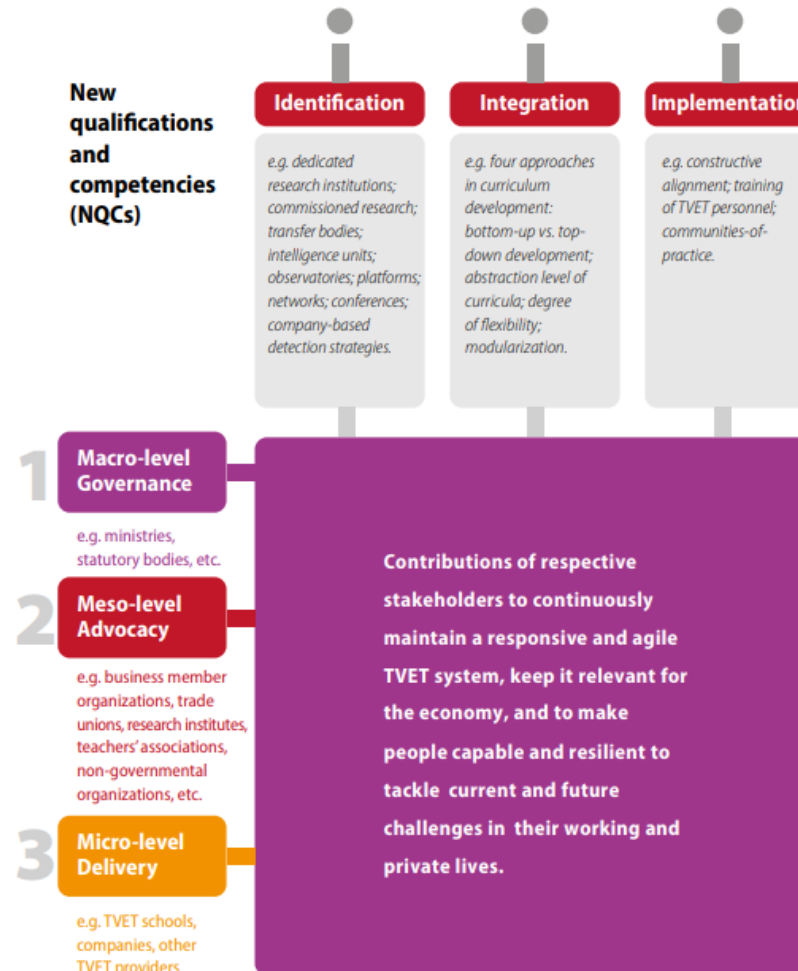 New
qualifications
and
competencies
(NQCs)
Identification
e.g. dedicated
research institutions;
commissioned research;
transfer bodies;
intelligence units;
observatories; platforms;
networks; conferences;
company-based
detection strategies.
Integration
e.g. four approaches
in curriculum
development:
bottom-up vs. top-
down development;
abstraction level of
curricula; degree
of flexibility;
modularization.
Implementation
e.g. constructive
alignment; training
of TVET personnel;
communities-of-
practice.
1
Macro-level
Governance
e.g. ministries,
statutory bodies, etc.
2
Meso-level
Advocacy
e.g. business member
organizations, trade
unions, research institutes,
teachers' associations,
non-governmental
organizations, etc.
3
Micro-level
Delivery
e.g. TVET schools,
companies, other
TVET providers
Contributions of respective
stakeholders to continuously
maintain a responsive and agile
TVET system, keep it relevant for
the economy, and to make
people capable and resilient to
tackle current and future
challenges in their working and
private lives.